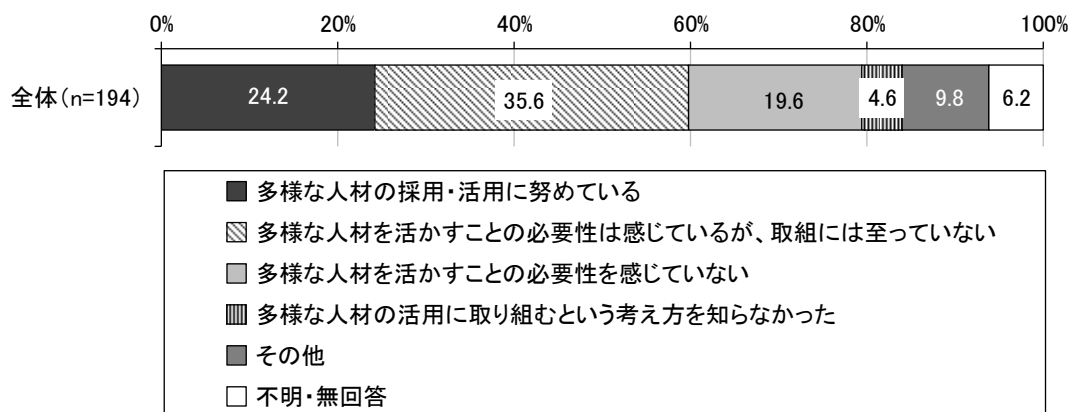 0% 20% 40% 60% 80% 100%
全体(n=194) 24.2 35.6 19.6 4.6 9.8 6.2
多様な人材の採用・活用に努めている
多様な人材を活かすことの必要性は感じているが、取組には至っていない
多様な人材を活かすことの必要性を感じていない
多様な人材の活用に取り組むという考え方を知らなかった
その他
不明・無回答